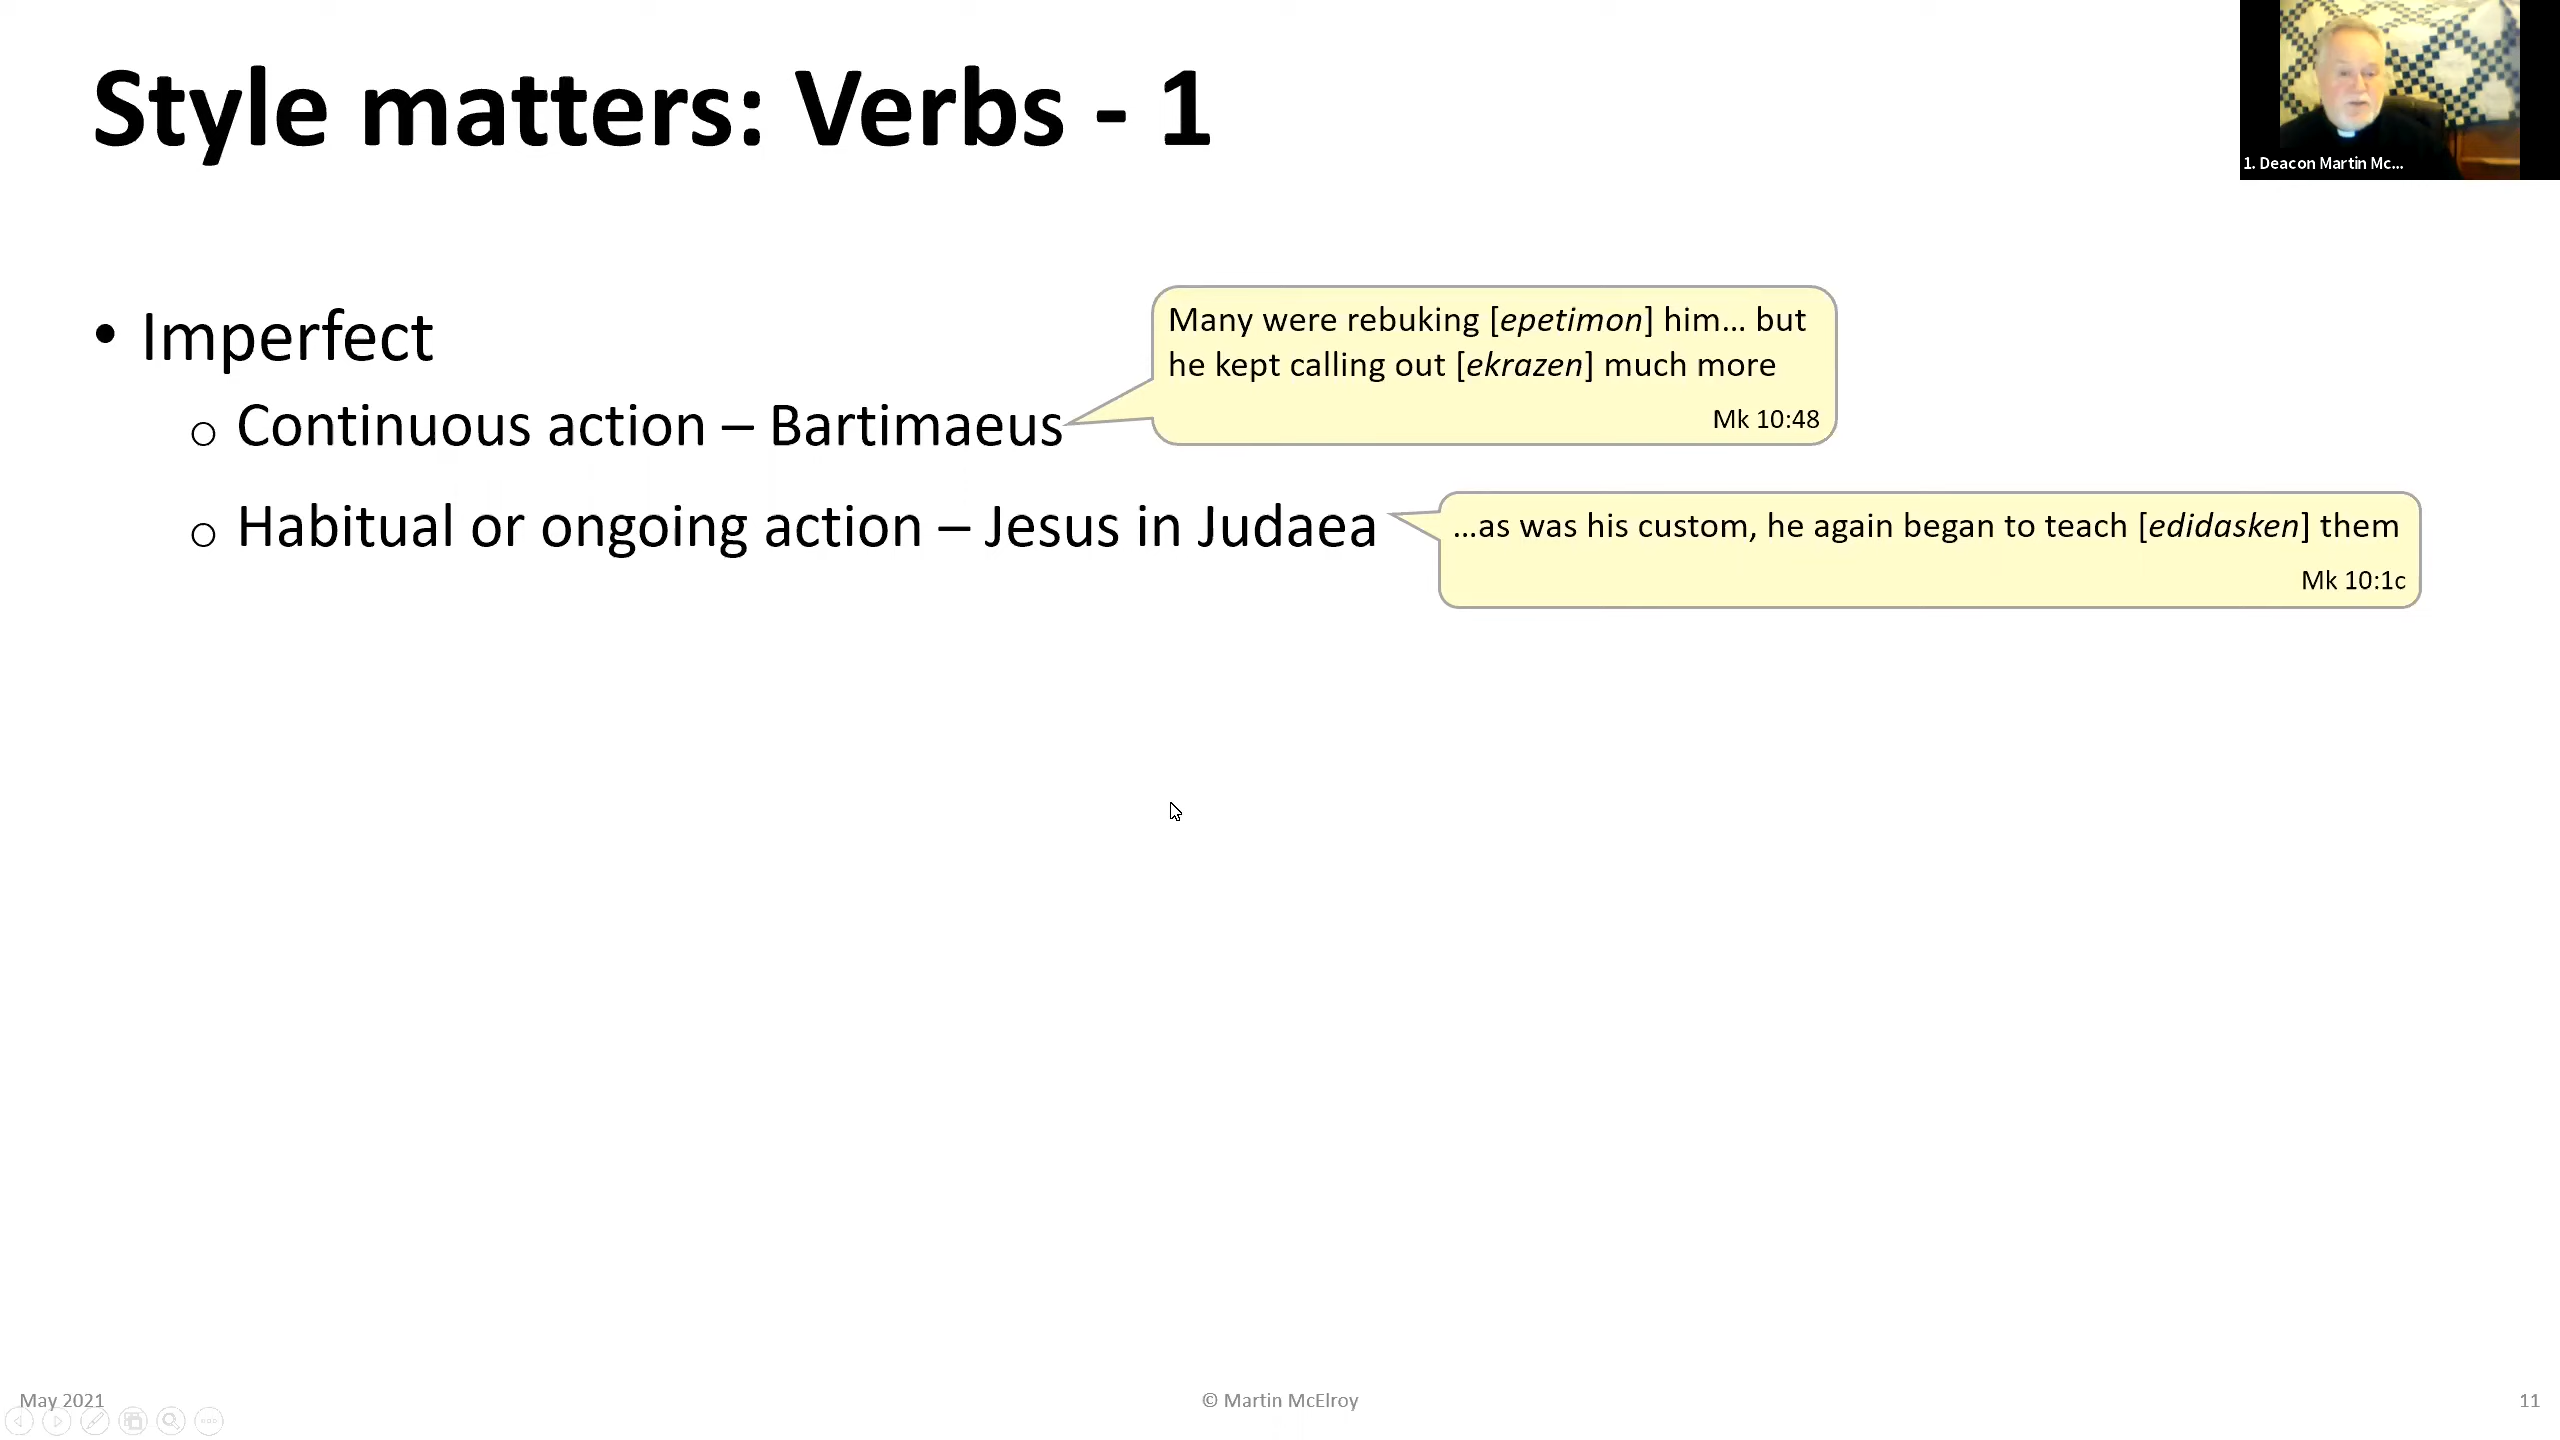 Style matters: Verbs - 1
1. Deacon Martin Mc...
• Imperfect
Many were rebuking [epetimon] him... but
he kept calling out [ekrazen] much more
Mk 10:48
o Continuous action – Bartimaeus
o Habitual or ongoing action – Jesus in Judaea
...as was his custom, he again began to teach [edidasken] them
Mk 10:1c
May 2021
© Martin McElroy
11